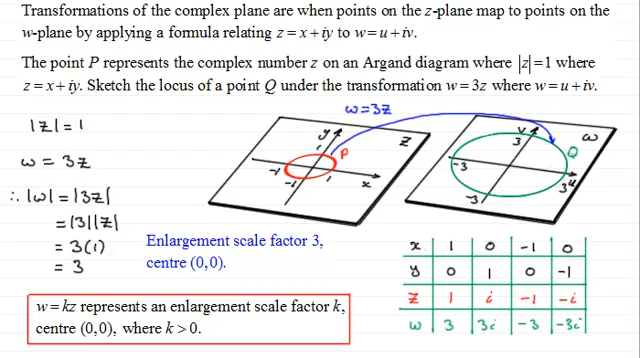 Transformations of the complex plane are when points on the z-plane map to points on the
w-plane by applying a formula relating z = x + iy to w = u + iv.
The point P represents the complex number z on an Argand diagram where |z| = 1 where
z = x + iy. Sketch the locus of a point Q under the transformation w = 3z where w = u + iv.
|z| = 1
w = 3z
∴ |w| = |3z|
= |3||z|
= 3(1)
= 3
w = 3z
y
z
1
P
-1
-1
1
x
v
w
3
Q
-3
3
u
-3
Enlargement scale factor 3,
centre (0,0).
w = kz represents an enlargement scale factor k,
centre (0,0), where k > 0.
x 1 0 -1 0
y 0 1 0 -1
z 1 i -1 -i
w 3 3i -3 -3i